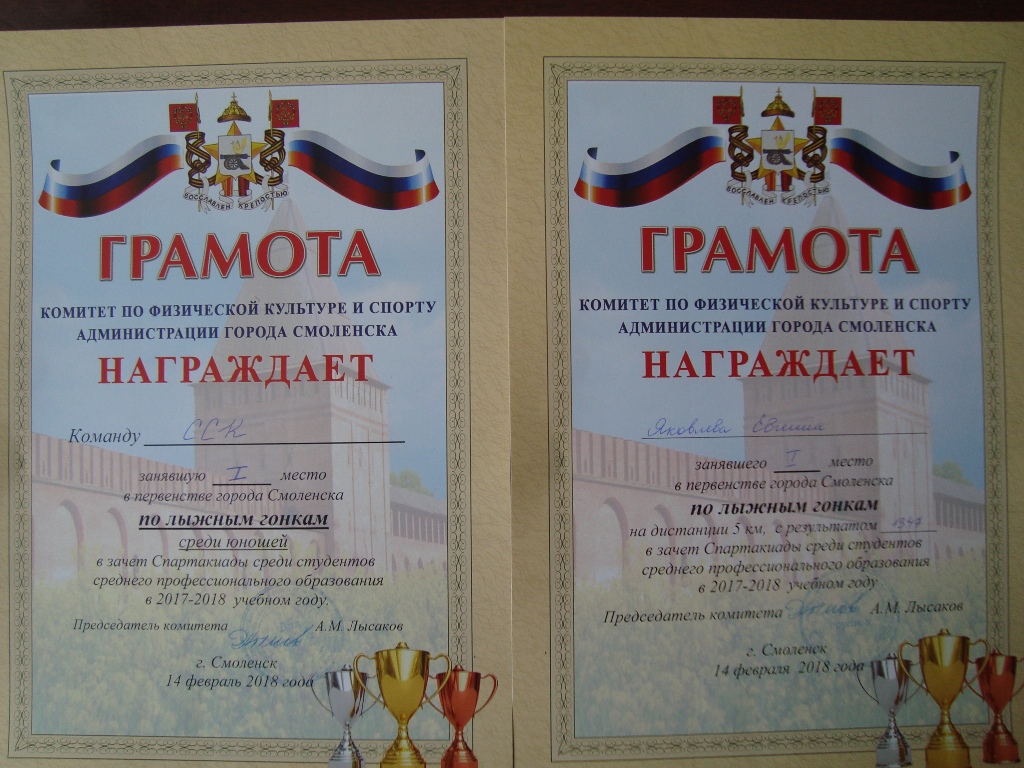 ВОССЛАВЛЕН КРЕПОСТЬЮ
ГРАМОТА
КОМИТЕТ ПО ФИЗИЧЕСКОЙ КУЛЬТУРЕ И СПОРТУ
АДМИНИСТРАЦИИ ГОРОДА СМОЛЕНСКА
НАГРАЖДАЕТ
Команду ССК
занявшую I место
в первенстве города Смоленска
по лыжным гонкам
среди юношей
в зачет Спартакиады среди студентов
среднего профессионального образования
в 2017-2018 учебном году.
Председатель комитета А.М. Лысаков
г. Смоленск
14 февраль 2018 года
ВОССЛАВЛЕН КРЕПОСТЬЮ
ГРАМОТА
КОМИТЕТ ПО ФИЗИЧЕСКОЙ КУЛЬТУРЕ И СПОРТУ
АДМИНИСТРАЦИИ ГОРОДА СМОЛЕНСКА
НАГРАЖДАЕТ
Яковлева
занявшего I место
в первенстве города Смоленска
по лыжным гонкам
на дистанции 5 км, с результатом
в зачет Спартакиады среди студентов
среднего профессионального образования
в 2017-2018 учебном году
Председатель комитета А.М. Лысаков
г. Смоленск
14 февраля 2018 года